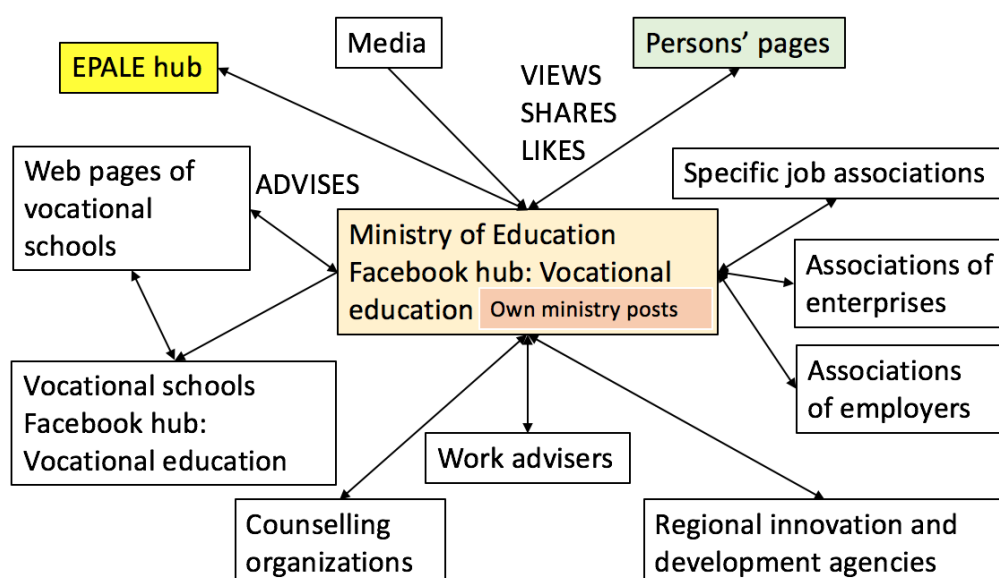 EPALE hub
Media
Persons’ pages
VIEWS
SHARES
LIKES
Web pages of
vocational
schools
ADVISES
Specific job associations
Ministry of Education
Facebook hub: Vocational
education
Own ministry posts
Associations of
enterprises
Associations
of employers
Vocational schools
Facebook hub:
Vocational education
Work advisers
Counselling
organizations
Regional innovation and
development agencies